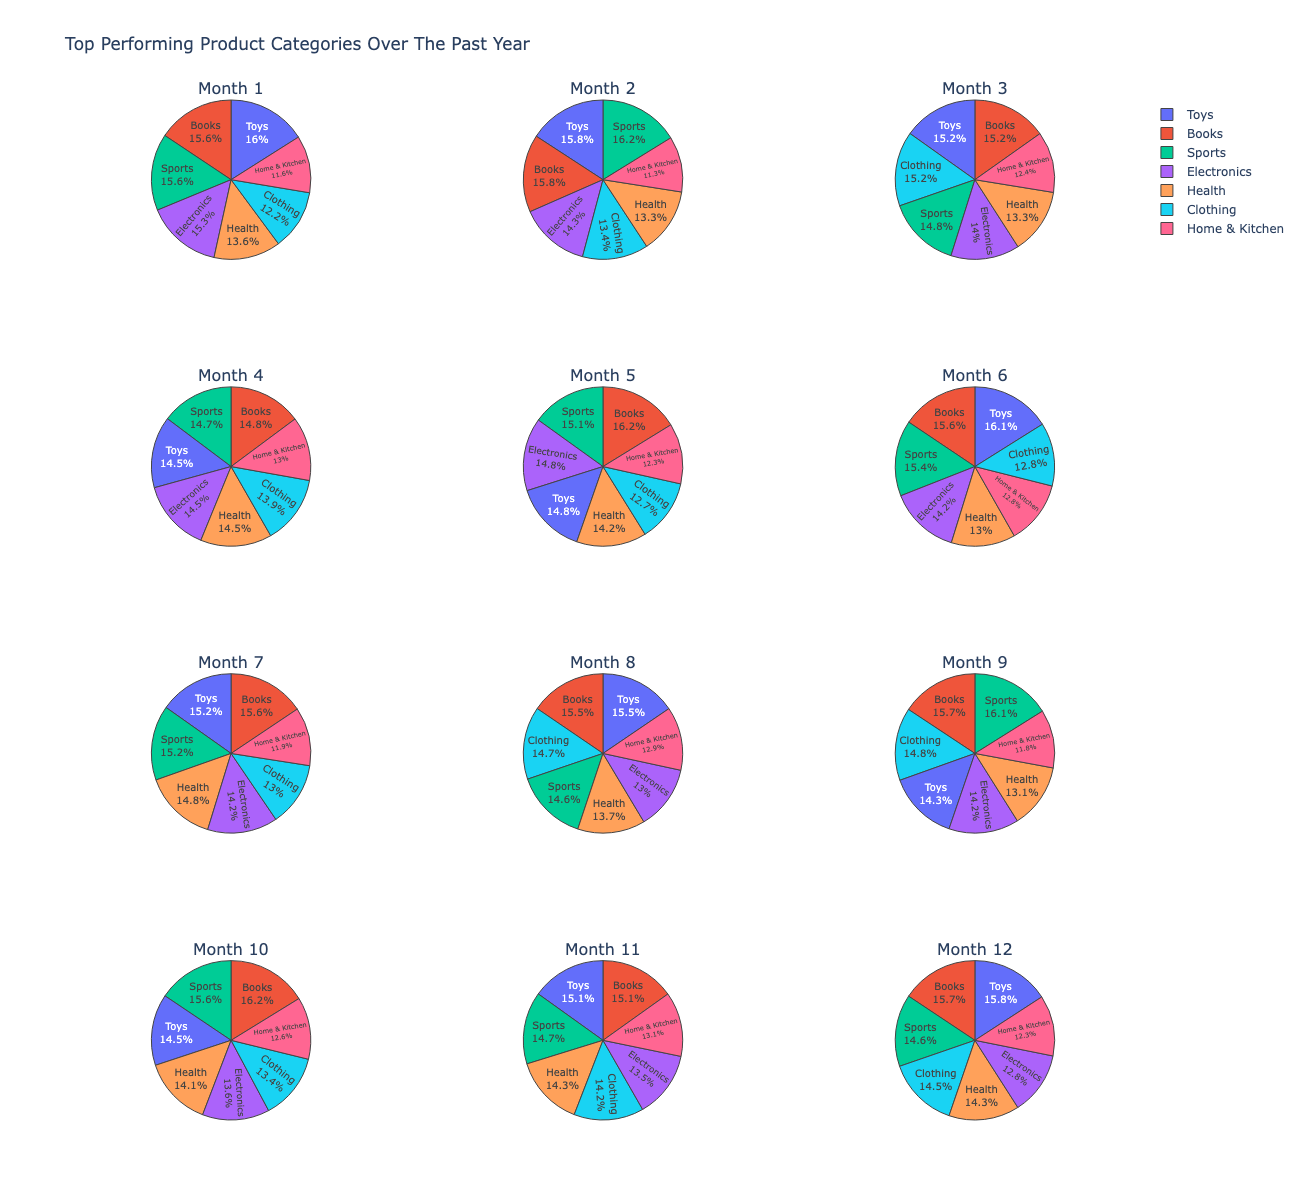 Top Performing Product Categories Over The Past Year
Month 1
Toys
16%
Books
15.6%
Sports
15.6%
Electronics
15.3%
Health
13.6%
Clothing
12.2%
Home & Kitchen
11.6%
Month 2
Sports
16.2%
Toys
15.8%
Books
15.8%
Electronics
14.3%
Clothing
13.4%
Health
13.3%
Home & Kitchen
11.3%
Month 3
Books
15.2%
Toys
15.2%
Clothing
15.2%
Sports
14.8%
Electronics
14%
Health
13.3%
Home & Kitchen
12.4%
Toys
Books
Sports
Electronics
Health
Clothing
Home & Kitchen
Month 4
Books
14.8%
Sports
14.7%
Toys
14.5%
Electronics
14.5%
Health
14.5%
Clothing
13.9%
Home & Kitchen
13%
Month 5
Books
16.2%
Sports
15.1%
Electronics
14.8%
Toys
14.8%
Health
14.2%
Clothing
12.7%
Home & Kitchen
12.3%
Month 6
Toys
16.1%
Books
15.6%
Sports
15.4%
Electronics
14.2%
Health
13%
Home & Kitchen
12.8%
Clothing
12.8%
Month 7
Books
15.6%
Toys
15.2%
Sports
15.2%
Health
14.8%
Electronics
14.2%
Clothing
13%
Home & Kitchen
11.9%
Month 8
Toys
15.5%
Books
15.5%
Clothing
14.7%
Sports
14.6%
Health
13.7%
Electronics
13%
Home & Kitchen
12.9%
Month 9
Sports
16.1%
Books
15.7%
Clothing
14.8%
Toys
14.3%
Electronics
14.2%
Health
13.1%
Home & Kitchen
11.8%
Month 10
Books
16.2%
Sports
15.6%
Toys
14.5%
Health
14.1%
Electronics
13.6%
Clothing
13.4%
Home & Kitchen
12.6%
Month 11
Books
15.1%
Toys
15.1%
Sports
14.7%
Health
14.3%
Clothing
14.2%
Electronics
13.5%
Home & Kitchen
13.1%
Month 12
Toys
15.8%
Books
15.7%
Sports
14.6%
Clothing
14.5%
Health
14.3%
Electronics
12.8%
Home & Kitchen
12.3%